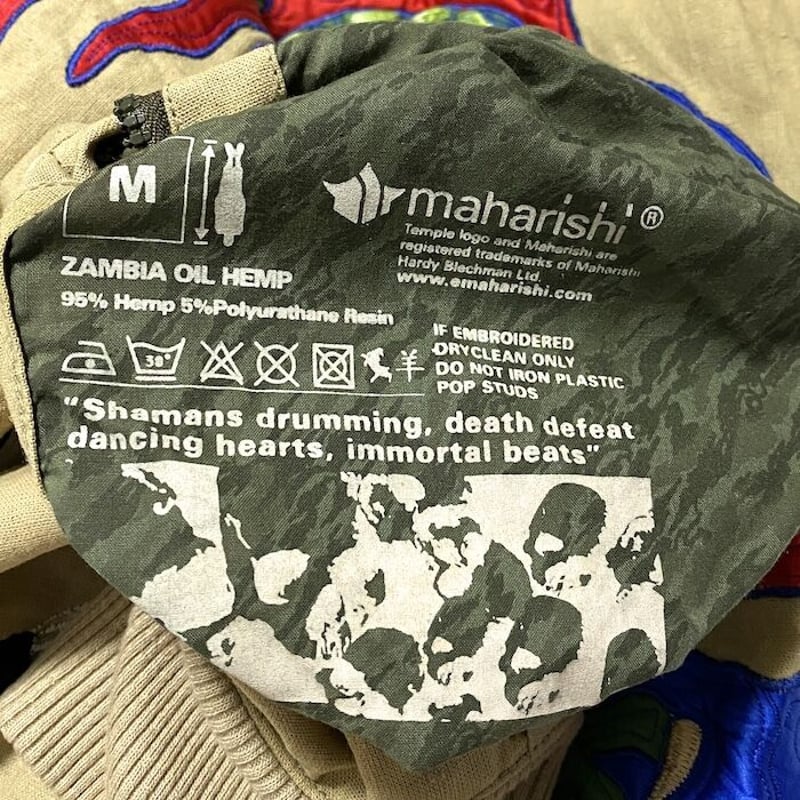 M
maharishi®
Temple logo and Maharishi are
registered trademarks of Maharishi
Hardy Blechman Ltd.
www.emaharishi.com
ZAMBIA OIL HEMP
95% Hemp 5%Polyurathane Resin
30°
羊
IF EMBROIDERED
DRYCLEAN ONLY
DO NOT IRON PLASTIC
POP STUDS
"Shamans drumming, death defeat
dancing hearts, immortal beats"